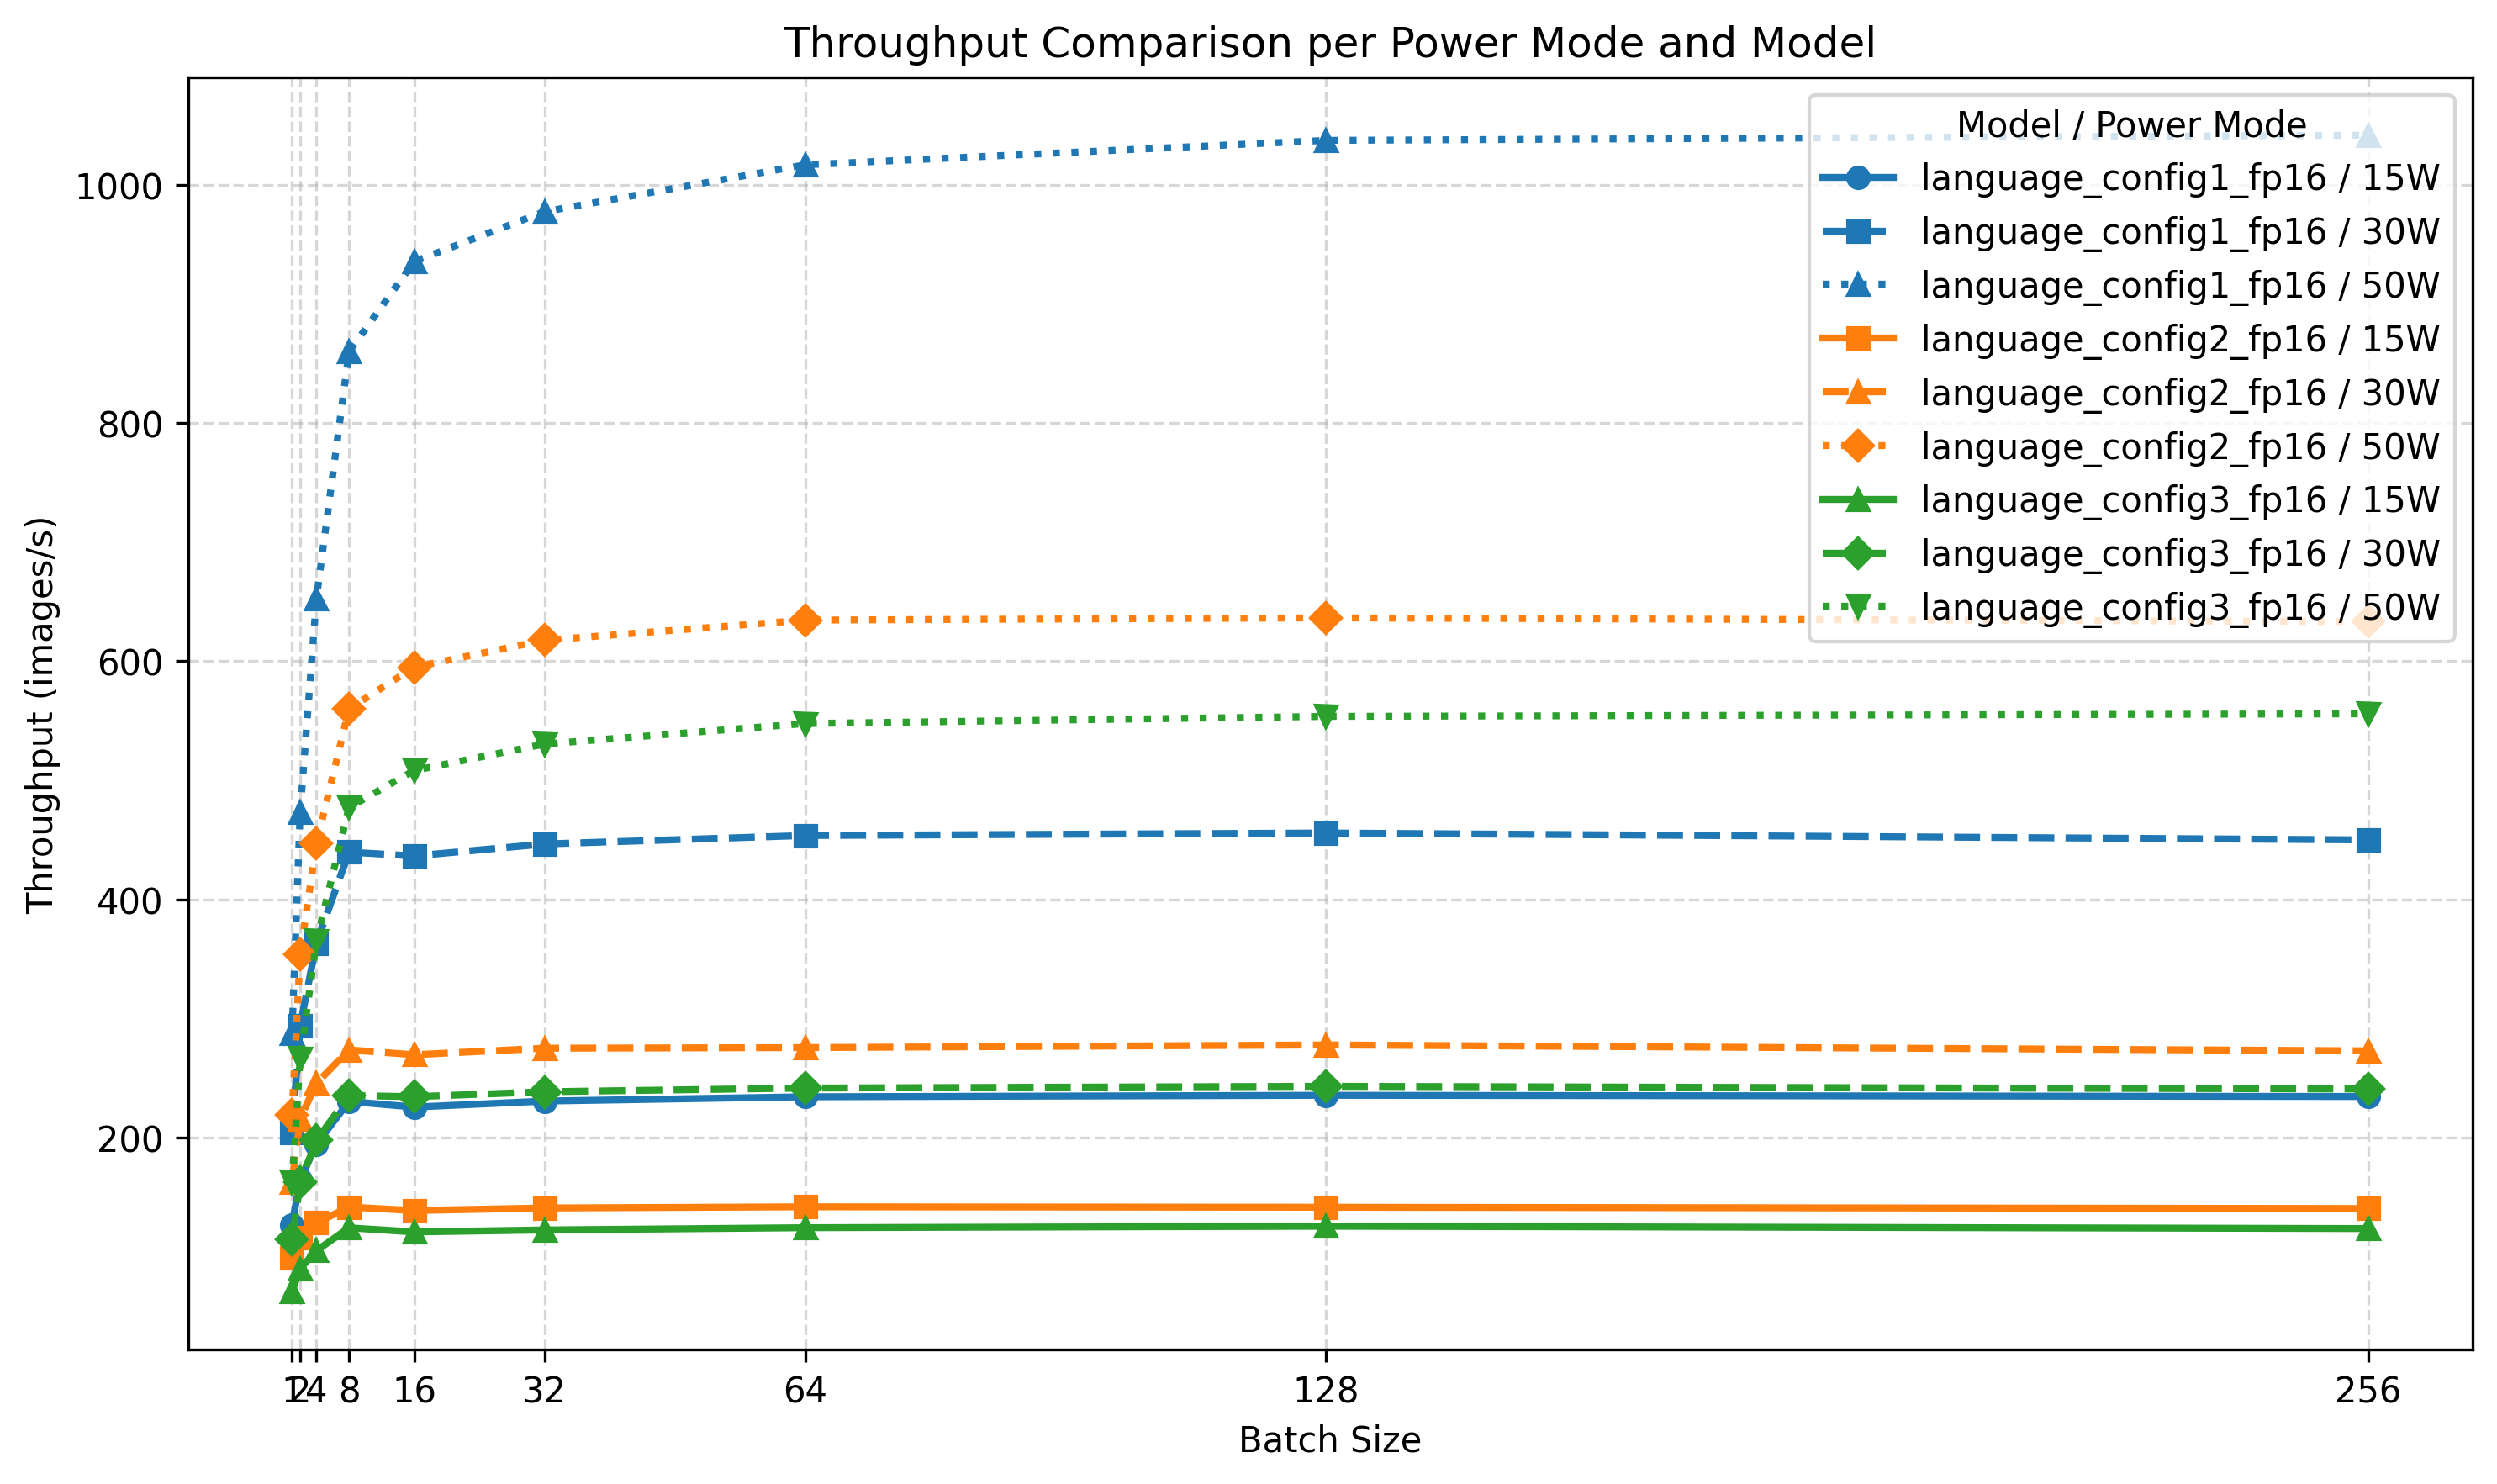 Throughput Comparison per Power Mode and Model
Throughput (images/s)
1000
800
600
400
200
Model / Power Mode
language_config1_fp16 / 15W
language_config1_fp16 / 30W
language_config1_fp16 / 50W
language_config2_fp16 / 15W
language_config2_fp16 / 30W
language_config2_fp16 / 50W
language_config3_fp16 / 15W
language_config3_fp16 / 30W
language_config3_fp16 / 50W
1 2 4 8 16 32 64 128 256
Batch Size